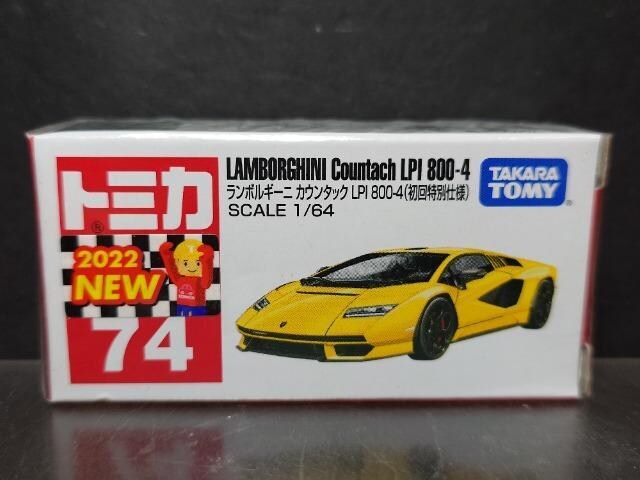 トミカ
®
2022
NEW
74
LAMBORGHINI Countach LPI 800-4
ランボルギーニ カウンタック LPI 800-4(初回特別仕様)
SCALE 1/64
TAKARA
TOMY